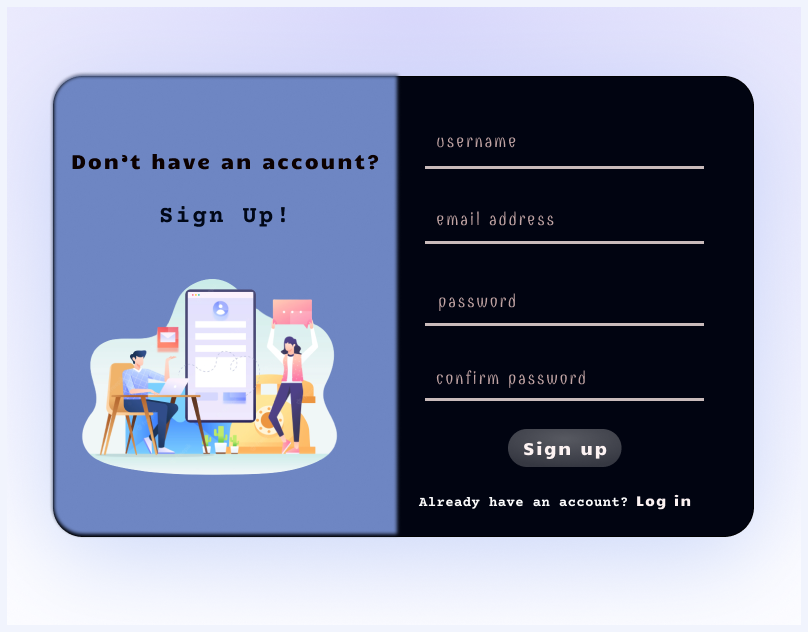 Don't have an account?
Sign Up!
username
email address
password
confirm password
Sign up
Already have an account? Log in